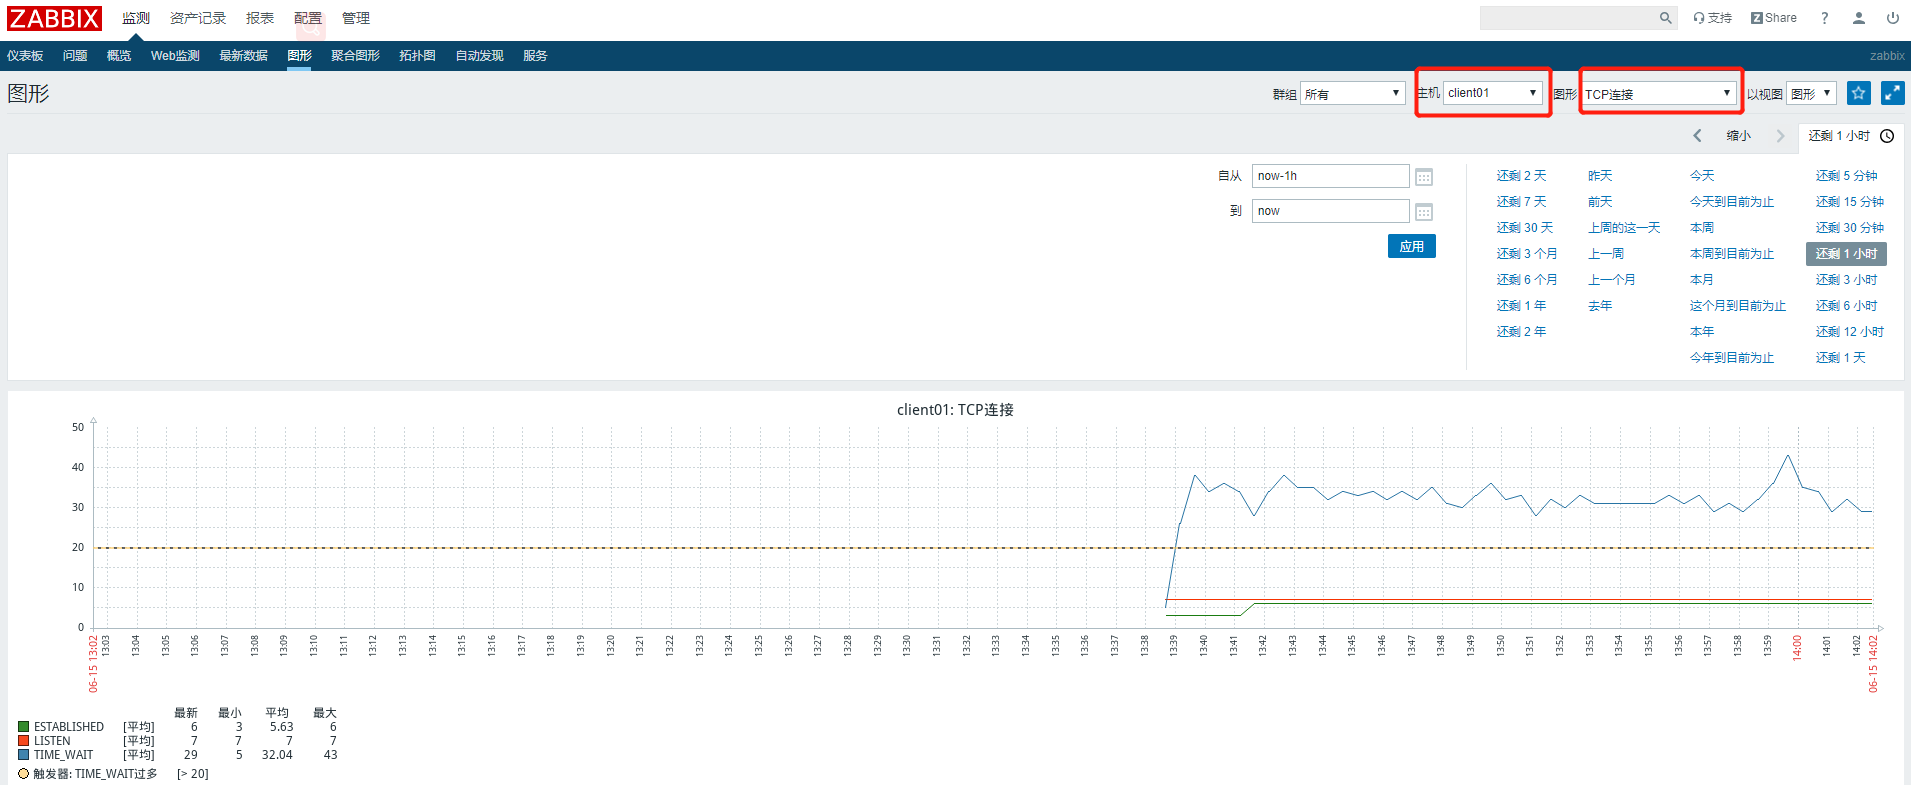 ZABBIX 监测 资产记录 报表 配置 管理 支持 Z Share ?
仪表板 问题 概览 Web监测 最新数据 图形 聚合图形 拓扑图 自动发现 服务 zabbix
图形 群组 所有 主机 client01 图形 TCP连接 以视图 图形
缩小 还剩 1 小时
自从 now-1h
到 now
应用
还剩 2 天 昨天 今天 还剩 5 分钟
还剩 7 天 前天 今天到目前为止 还剩 15 分钟
还剩 30 天 上周的这一天 本周 还剩 30 分钟
还剩 3 个月 上一周 本周到目前为止 还剩 1 小时
还剩 6 个月 上一个月 本月 还剩 3 小时
还剩 1 年 去年 这个月到目前为止 还剩 6 小时
还剩 2 年 本年 还剩 12 小时
今年到目前为止 还剩 1 天
client01: TCP连接
50
40
30
20
10
0
06-15 13:02 13:03 13:04 13:05 13:06 13:07 13:08 13:09 13:10 13:11 13:12 13:13 13:14 13:15 13:16 13:17 13:18 13:19 13:20 13:21 13:22 13:23 13:24 13:25 13:26 13:27 13:28 13:29 13:30 13:31 13:32 13:33 13:34 13:35 13:36 13:37 13:38 13:39 13:40 13:41 13:42 13:43 13:44 13:45 13:46 13:47 13:48 13:49 13:50 13:51 13:52 13:53 13:54 13:55 13:56 13:57 13:58 13:59 14:00 14:01 14:02 06-15 14:02
最新 最小 平均 最大
ESTABLISHED [平均] 6 3 5.63 6
LISTEN [平均] 7 7 7 7
TIME_WAIT [平均] 29 5 32.04 43
触发器: TIME_WAIT过多 [> 20]